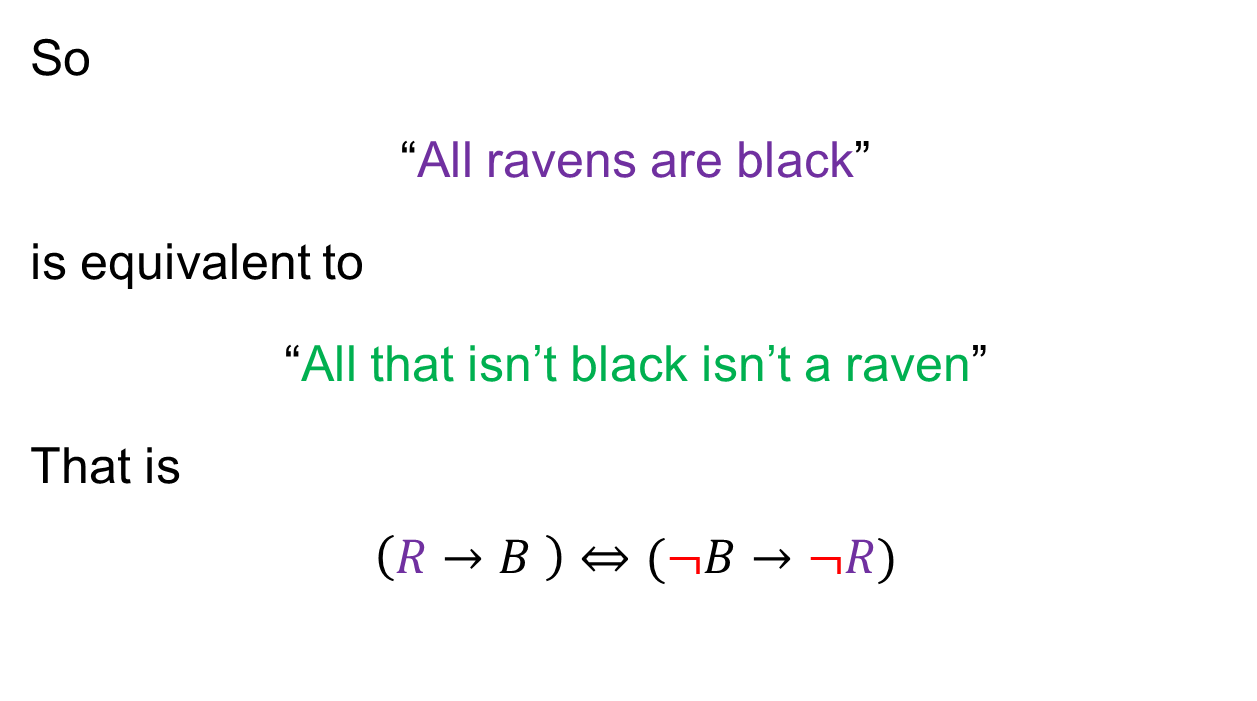 So
“All ravens are black”
is equivalent to
“All that isn’t black isn’t a raven”
That is
(R → B ) ⇔ (¬B → ¬R)